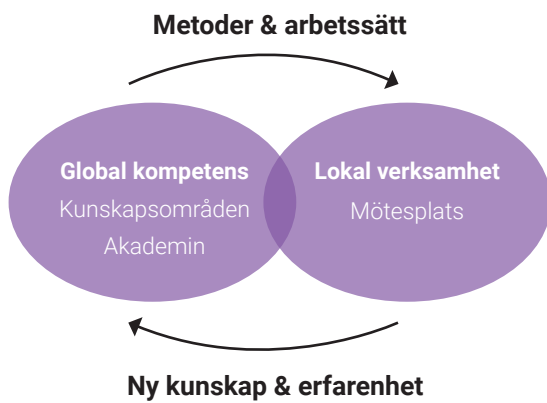 Metoder & arbetssätt
Global kompetens
Kunskapsområden
Akademin
Lokal verksamhet
Mötesplats
Ny kunskap & erfarenhet